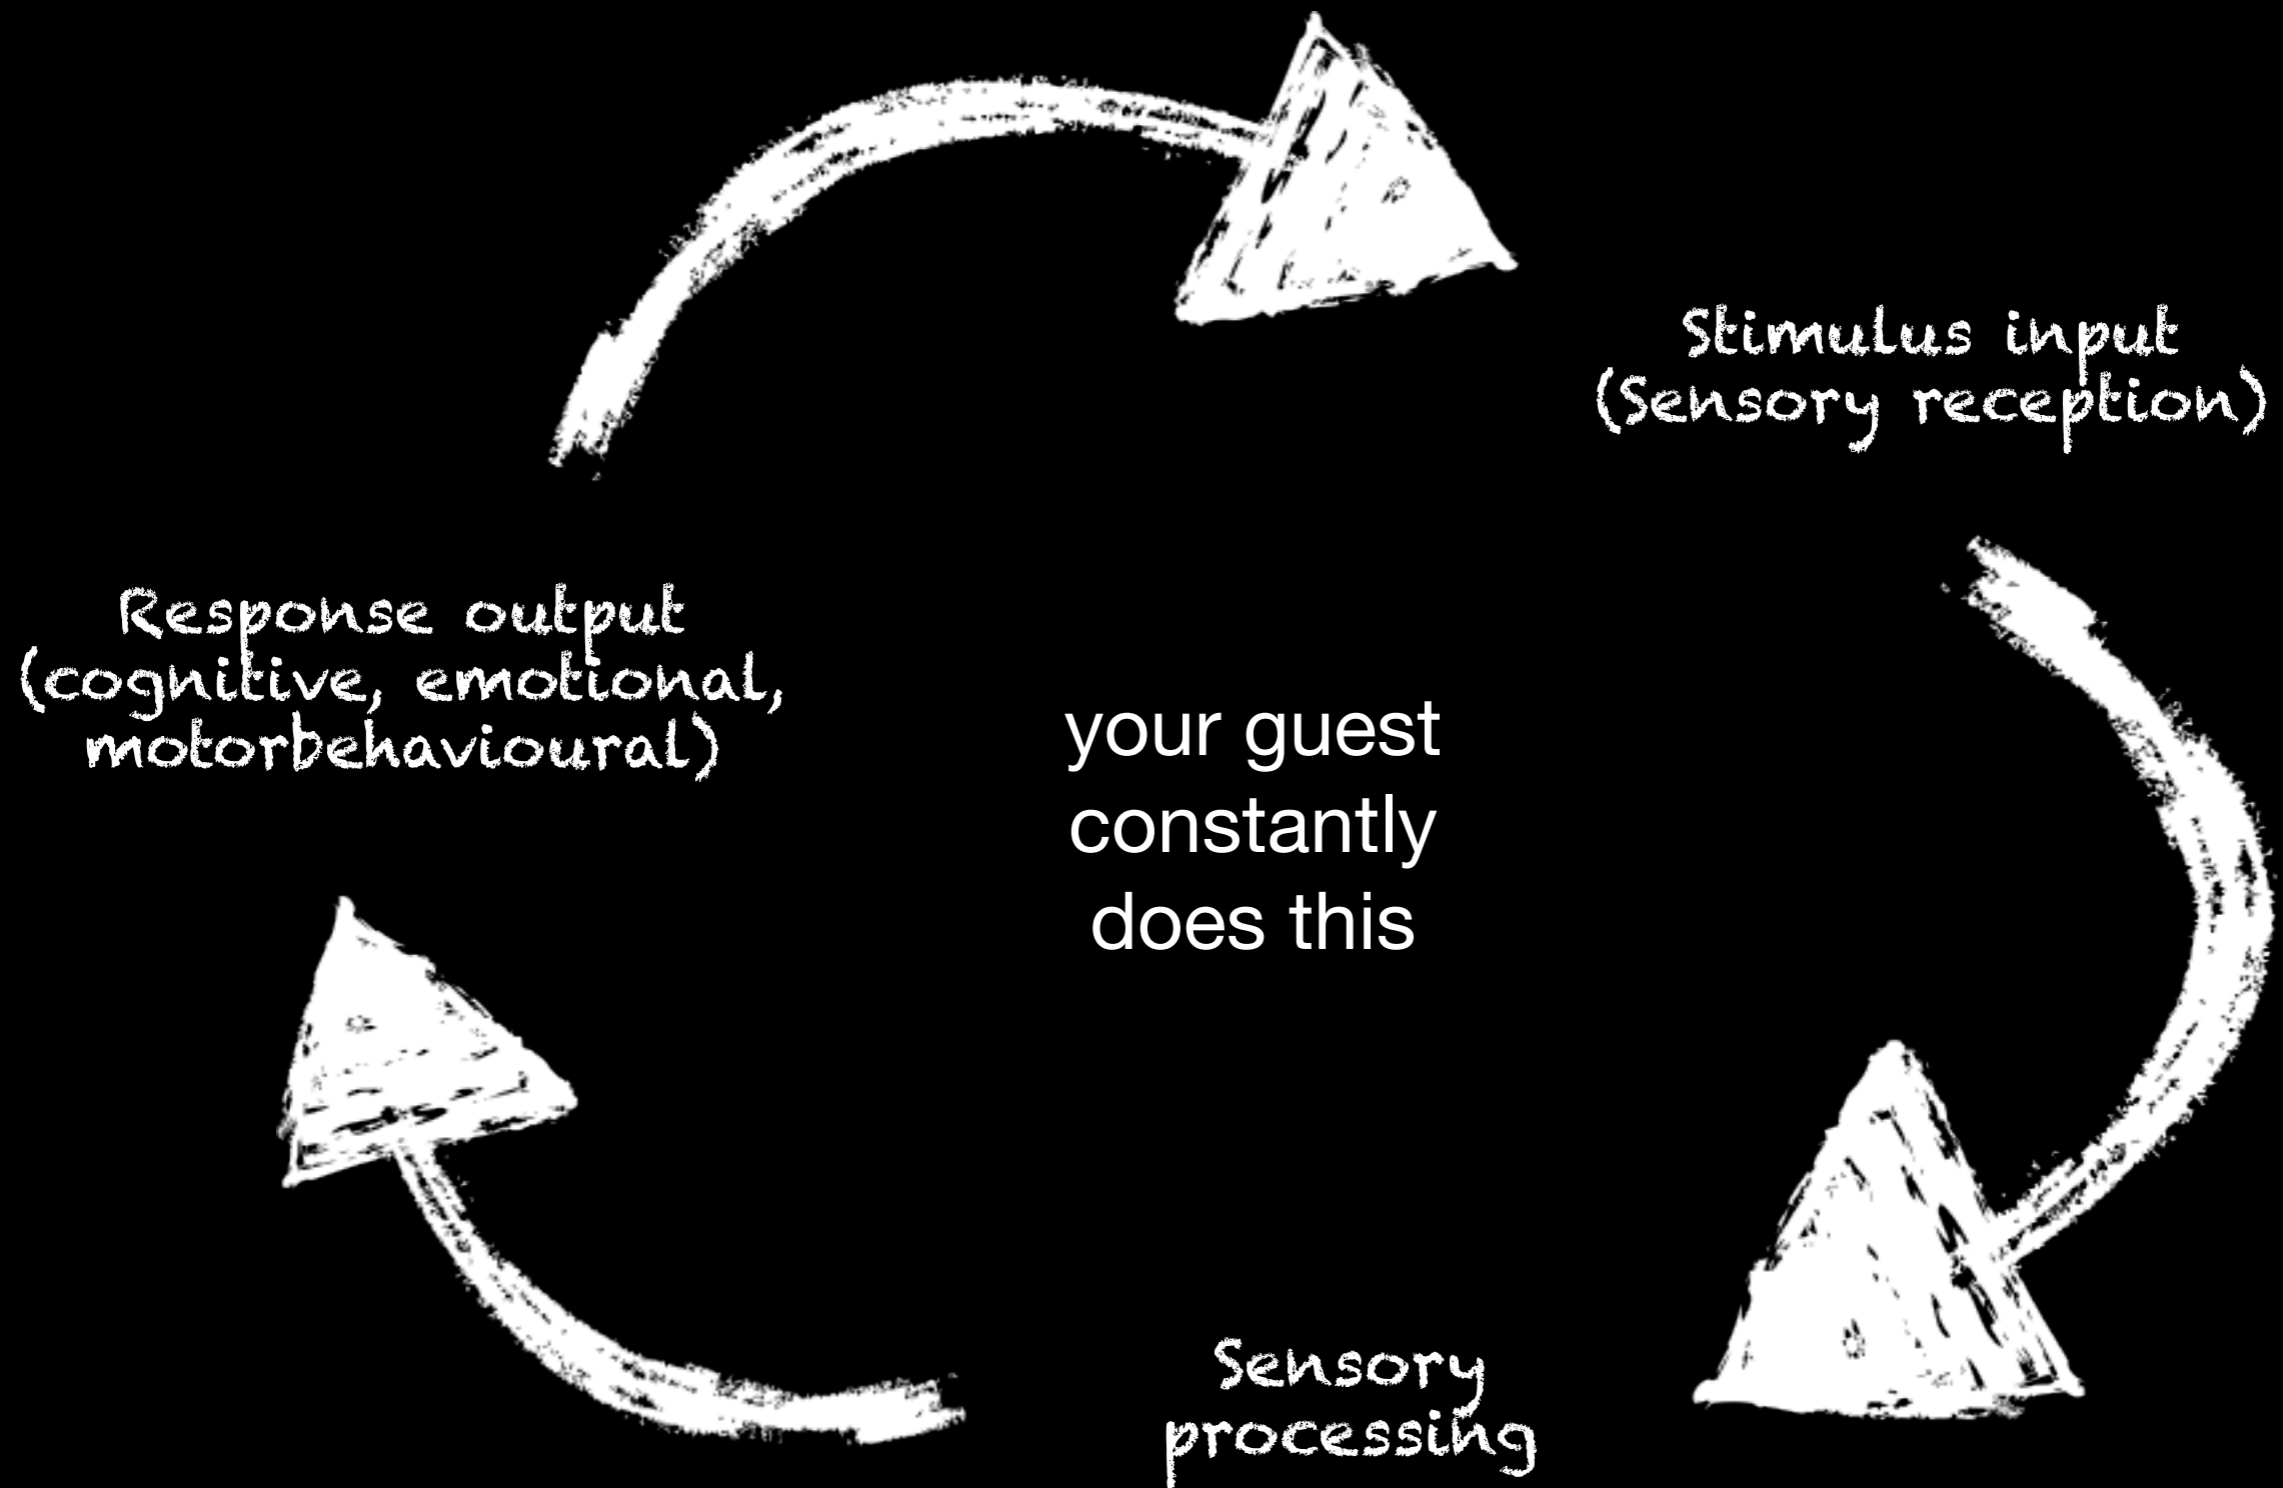 Stimulus input
(Sensory reception)
Response output
(cognitive, emotional,
motorbehavioural)
your guest
constantly
does this
Sensory
processing